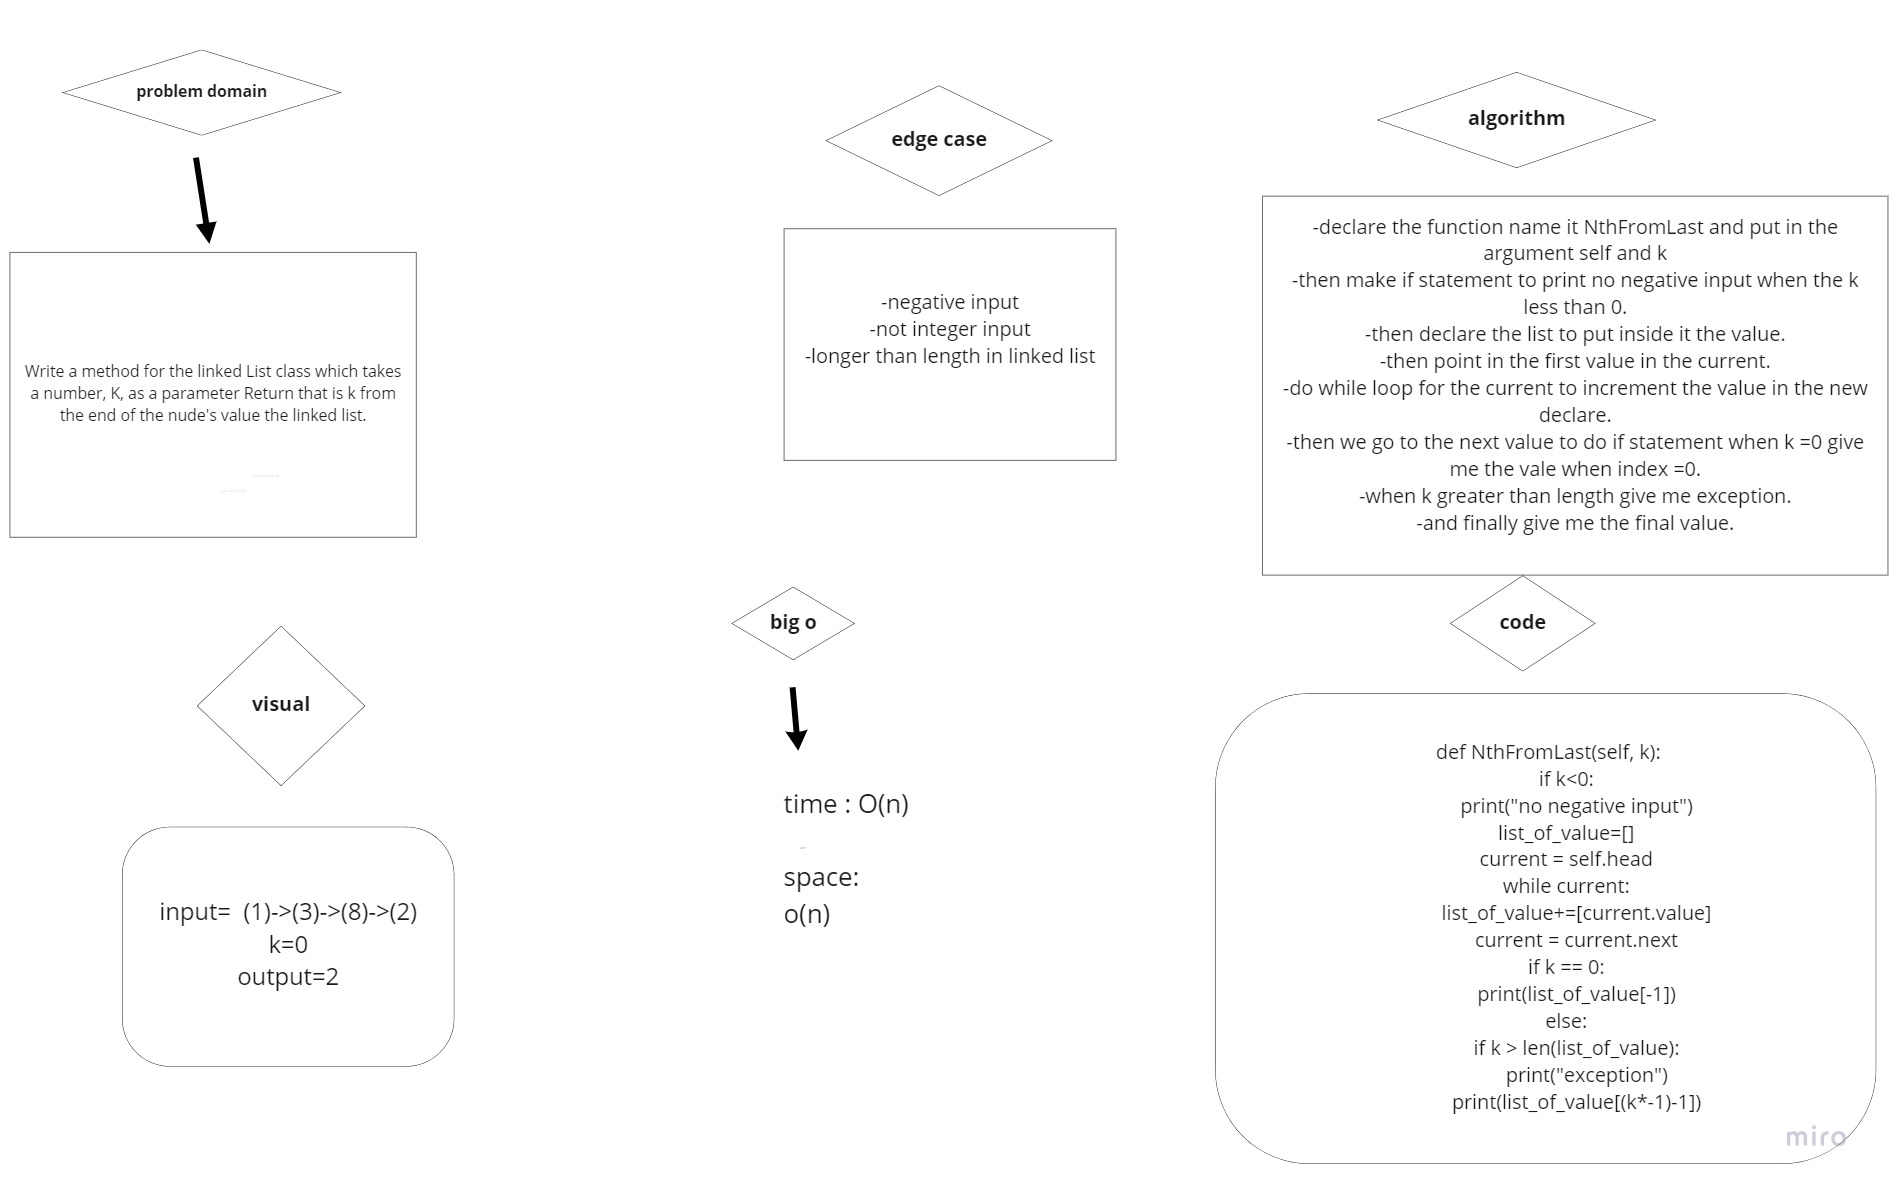 problem domain
Write a method for the linked List class which takes
a number, K, as a parameter Return that is k from
the end of the nude's value the linked list.
visual
input=  (1)->(3)->(8)->(2)
k=0
output=2
edge case
-negative input
-not integer input
-longer than length in linked list
big o
time : O(n)
space:
o(n)
algorithm
-declare the function name it NthFromLast and put in the
argument self and k
-then make if statement to print no negative input when the k
less than 0.
-then declare the list to put inside it the value.
-then point in the first value in the current.
-do while loop for the current to increment the value in the new
declare.
-then we go to the next value to do if statement when k =0 give
me the vale when index =0.
-when k greater than length give me exception.
-and finally give me the final value.
code
def NthFromLast(self, k):
if k<0:
print("no negative input")
list_of_value=[]
current = self.head
while current:
list_of_value+=[current.value]
current = current.next
if k == 0:
print(list_of_value[-1])
else:
if k > len(list_of_value):
print("exception")
print(list_of_value[(k*-1)-1])
miro